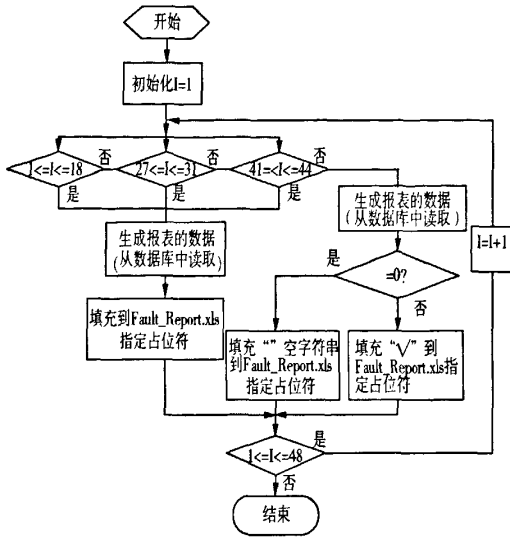 开始
初始化I=1
1<=I<=18
否
27<=I<=31
否
41=<I<=44
否
是
是
是
生成报表的数据
(从数据库中读取)
生成报表的数据
(从数据库中读取)
I=I+1
是
=0?
否
填充到Fault_Report.xls
指定占位符
填充“”空字符串
到Fault_Report.xls
指定占位符
填充“√”到
Fault_Report.xls指
定占位符
1<=I<=48
是
否
结束